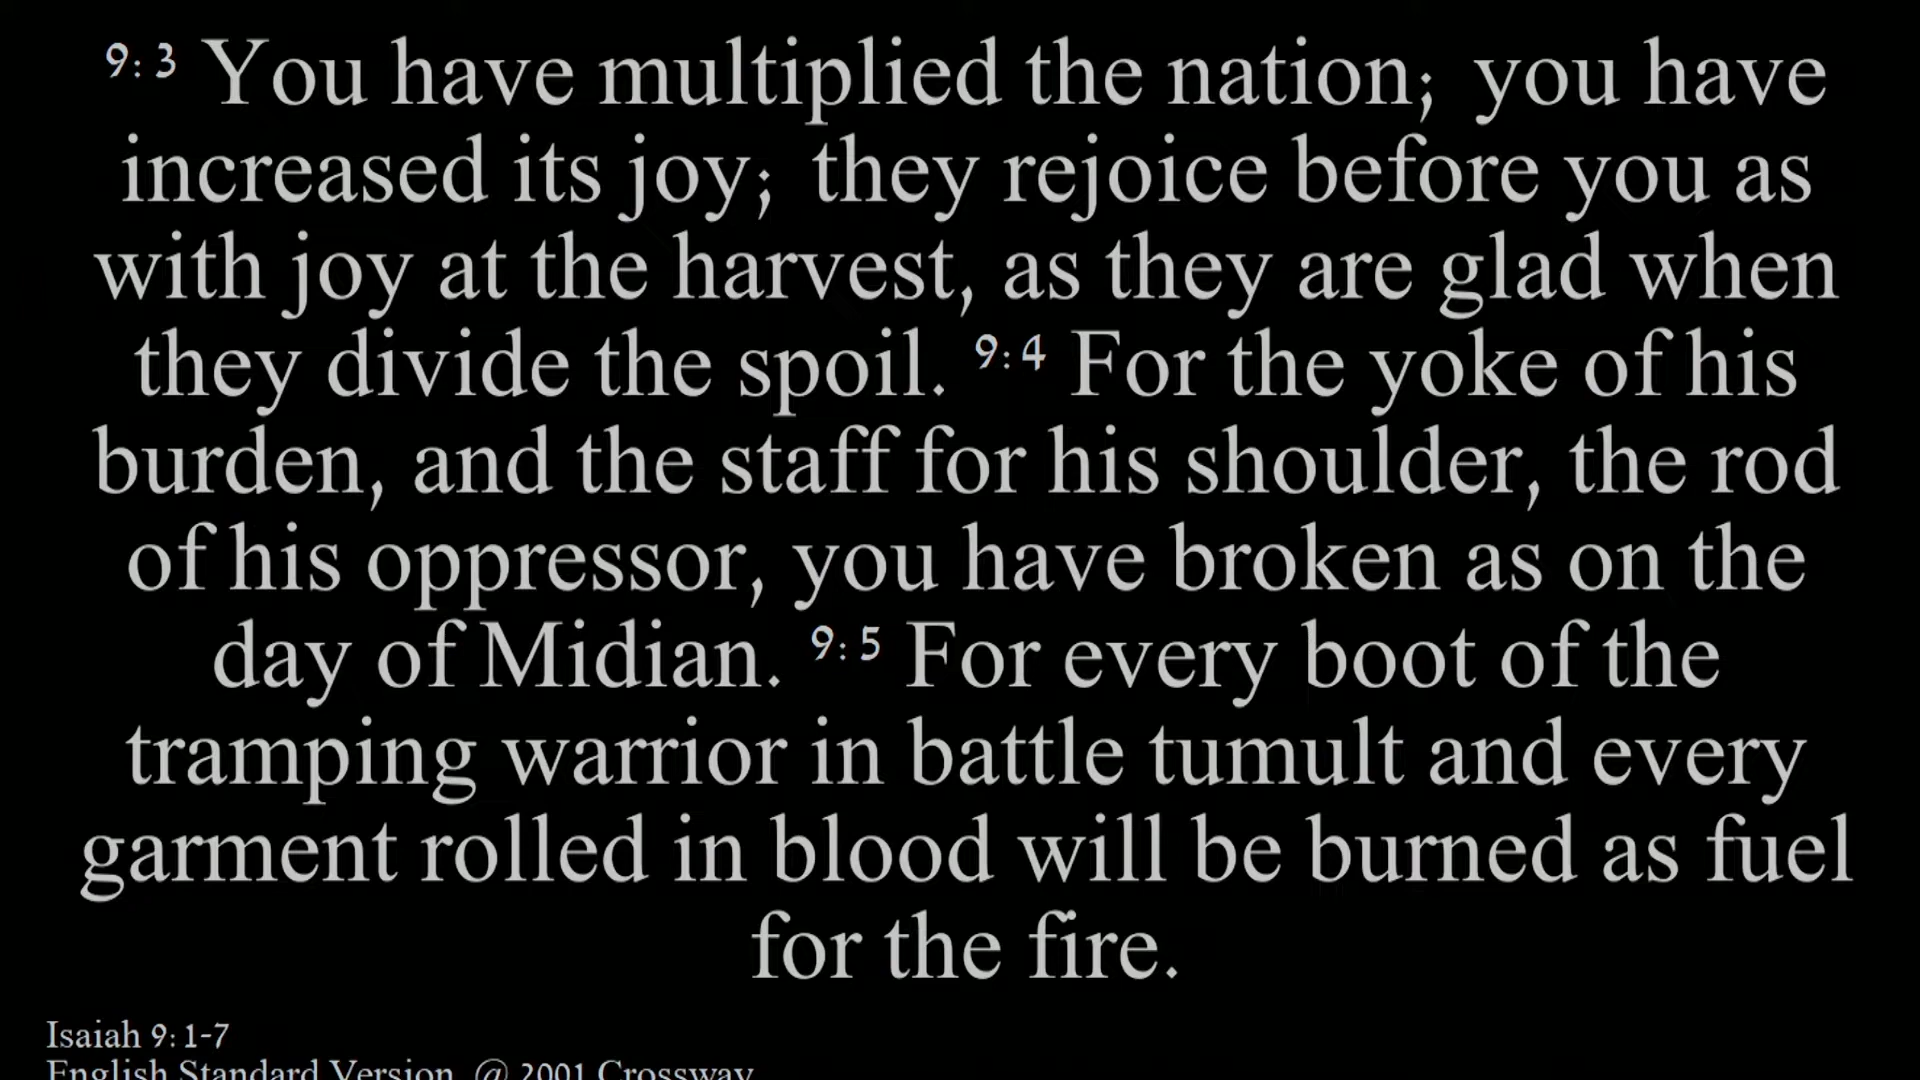 9:3 You have multiplied the nation; you have
increased its joy; they rejoice before you as
with joy at the harvest, as they are glad when
they divide the spoil. 9:4 For the yoke of his
burden, and the staff for his shoulder, the rod
of his oppressor, you have broken as on the
day of Midian. 9:5 For every boot of the
tramping warrior in battle tumult and every
garment rolled in blood will be burned as fuel
for the fire.
Isaiah 9:1-7
English Standard Version, @ 2001 Crossway